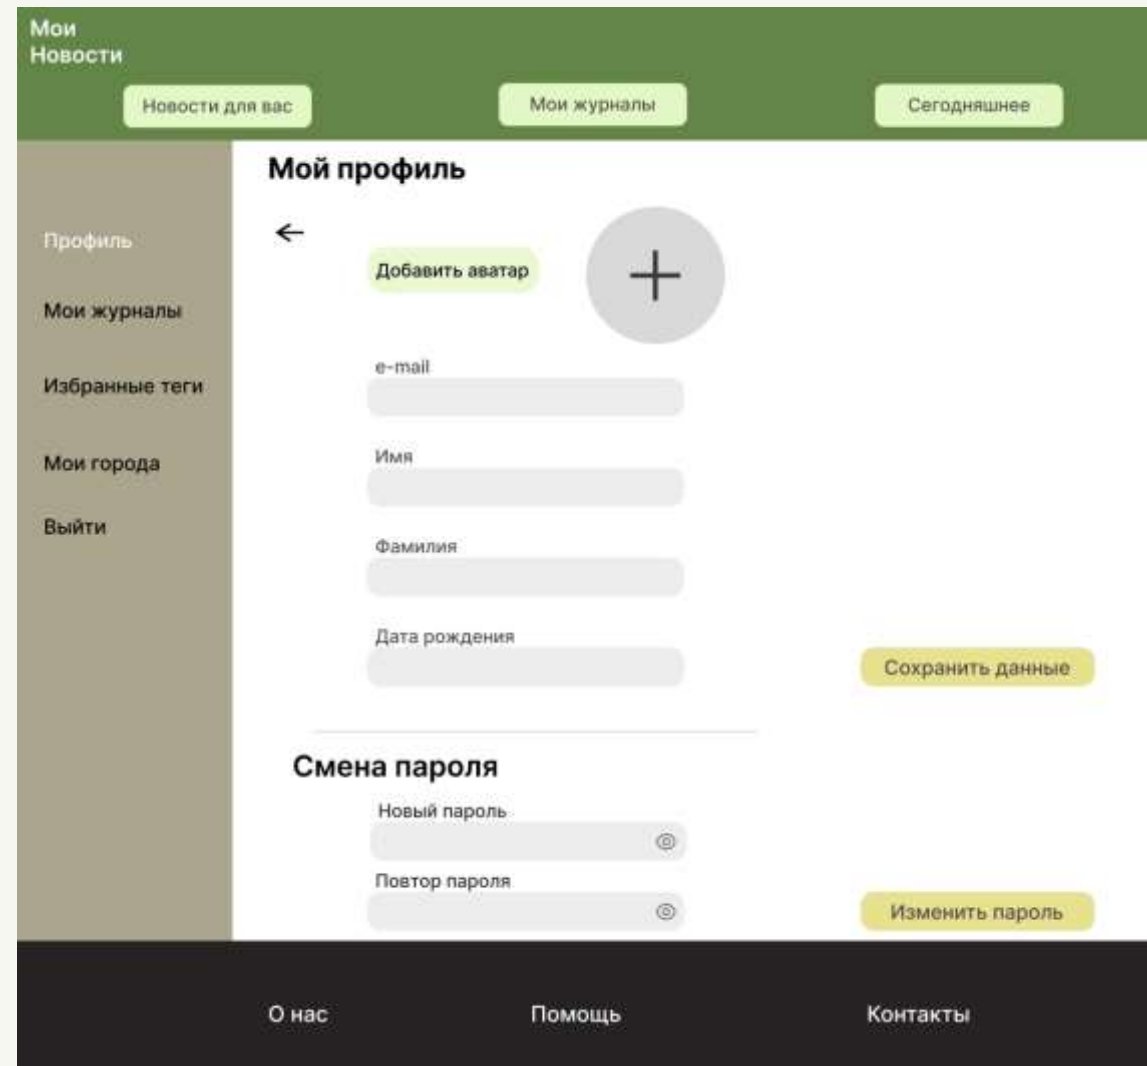 Мои
Новости
Новости для вас
Мои журналы
Сегодняшнее
Профиль
Мои журналы
Избранные теги
Мои города
Выйти
Мой профиль
Добавить аватар
e-mail
Имя
Фамилия
Дата рождения
Сохранить данные
Смена пароля
Новый пароль
Повтор пароля
Изменить пароль
О нас
Помощь
Контакты